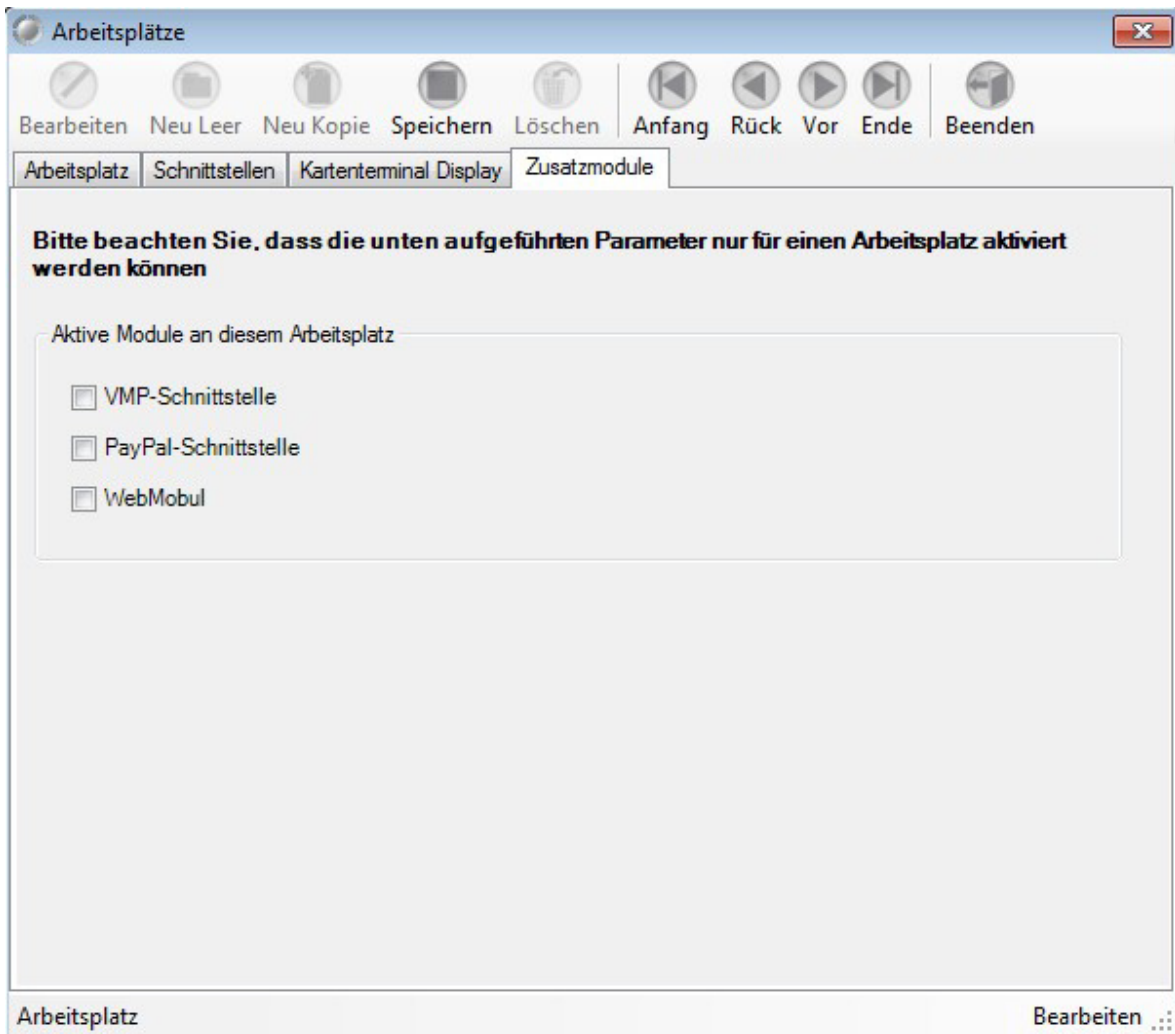 Arbeitsplätze
Bearbeiten Neu Leer Neu Kopie Speichern Löschen Anfang Rück Vor Ende Beenden
Arbeitsplatz Schnittstellen Kartenterminal Display Zusatzmodule
Bitte beachten Sie, dass die unten aufgeführten Parameter nur für einen Arbeitsplatz aktiviert
werden können
Aktive Module an diesem Arbeitsplatz
VMP-Schnittstelle
PayPal-Schnittstelle
WebMobul
Arbeitsplatz Bearbeiten